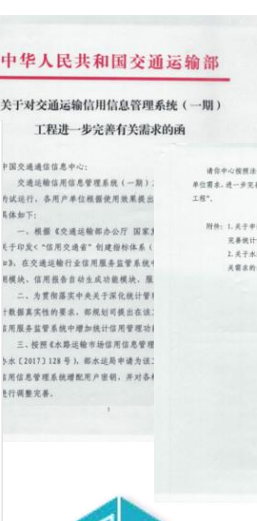 中华人民共和国交通运输部
关于对交通运输信用信息管理系统（一期）
工程进一步完善有关需求的函
中国交通通信信息中心：
交通运输信用信息管理系统（一期）
为试运行，各用户单位根据使用效果提出
具体如下：
一、根据《交通运输部办公厅 国家发
关于印发<“信用交通省”创建指标体系（
知》，在交通运输行业信用服务监管系统中
用模块、信用报告自动生成功能模块、服
二、为贯彻落实中央关于深化统计管
计数据真实性的要求，部规划司提出在该
信用服务监管系统中增加统计信用管理功
三、按照《水路运输市场信用信息管理
办水〔2017〕128号），部水运局申请为该
信用信息管理系统增配用户密钥，并对各
进行调整完善。
1
请你中心按照
单位需求，进一步完
工程”。
附件：1.关于申
完善统计
2.关于水
关需求的